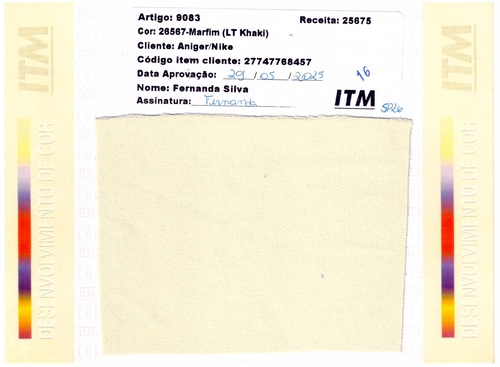 Artigo: 9083 Receita: 25675
Cor: 26567-Marfim (LT Khaki)
Cliente: Aniger/Nike
Código item cliente: 27747768457
Data Aprovação: 29 / 05 / 2025
16
Nome: Fernanda Silva
Assinatura: Fernanda
ITM
SP26
ITM
DESENVOLVIMENTO DE COR
ITM
DESENVOLVIMENTO DE COR